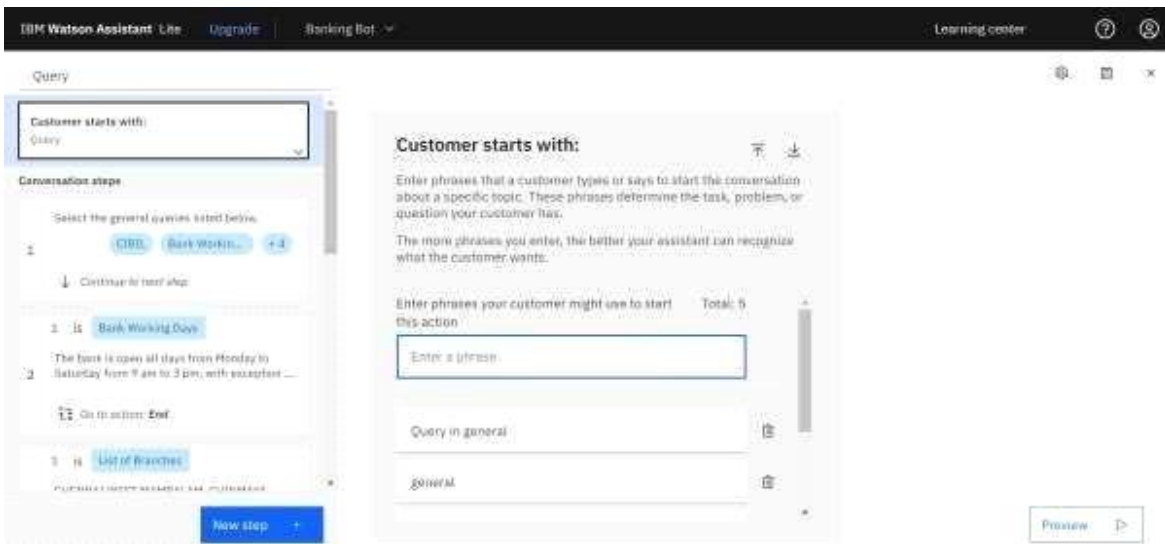 IBM Watson Assistant Lite Upgrade Banking Bot Learning center
Query
Customer starts with:
Query
Conversation steps
1
Select the general queries listed below.
CIBIL Bank Workin... + 4
Continue to next step
2
1 is Bank Working Days
The bank is open all days from Monday to
Saturday from 9 am to 3 pm, with exception ...
Go to action: End
1 is List of Branches
Customer starts with:
Enter phrases that a customer types or says to start the conversation
about a specific topic. These phrases determine the task, problem, or
question your customer has.
The more phrases you enter, the better your assistant can recognize
what the customer wants.
Enter phrases your customer might use to start
this action
Total: 5
Enter a phrase
Query in general
general
New step +
Preview